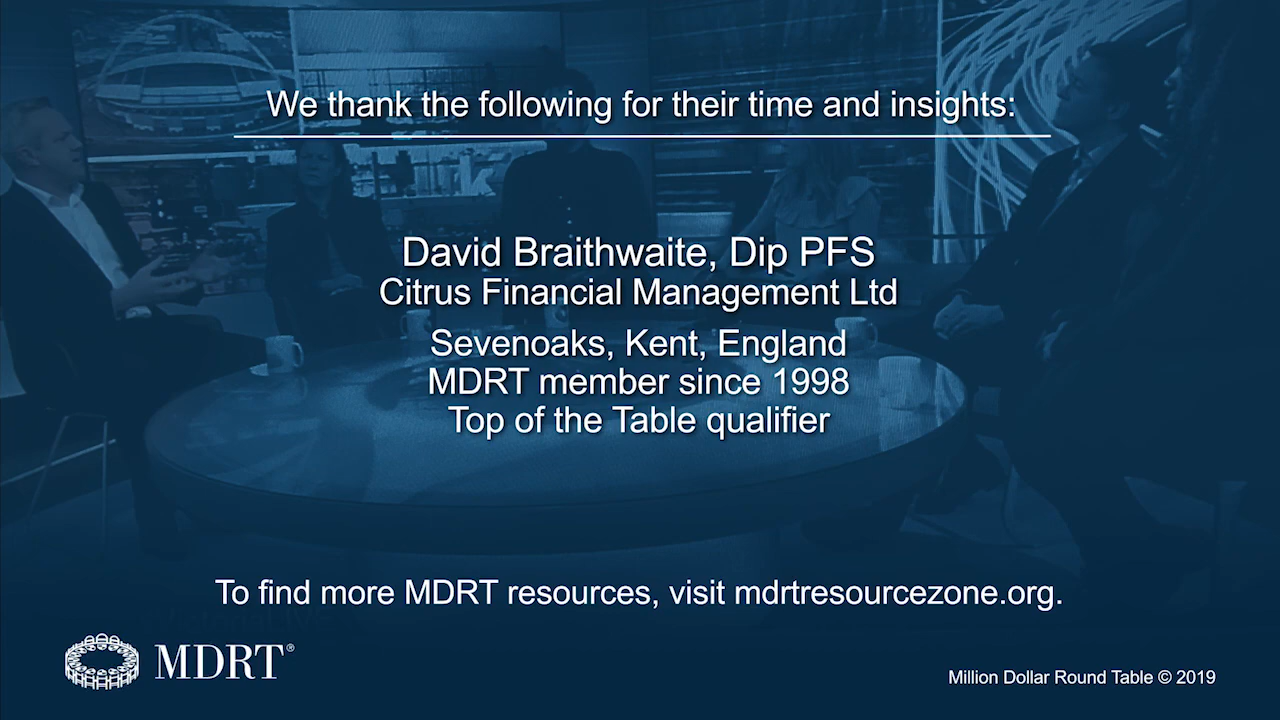 We thank the following for their time and insights:
David Braithwaite, Dip PFS
Citrus Financial Management Ltd
Sevenoaks, Kent, England
MDRT member since 1998
Top of the Table qualifier
To find more MDRT resources, visit mdrtresourcezone.org.
MDRT®
Million Dollar Round Table © 2019